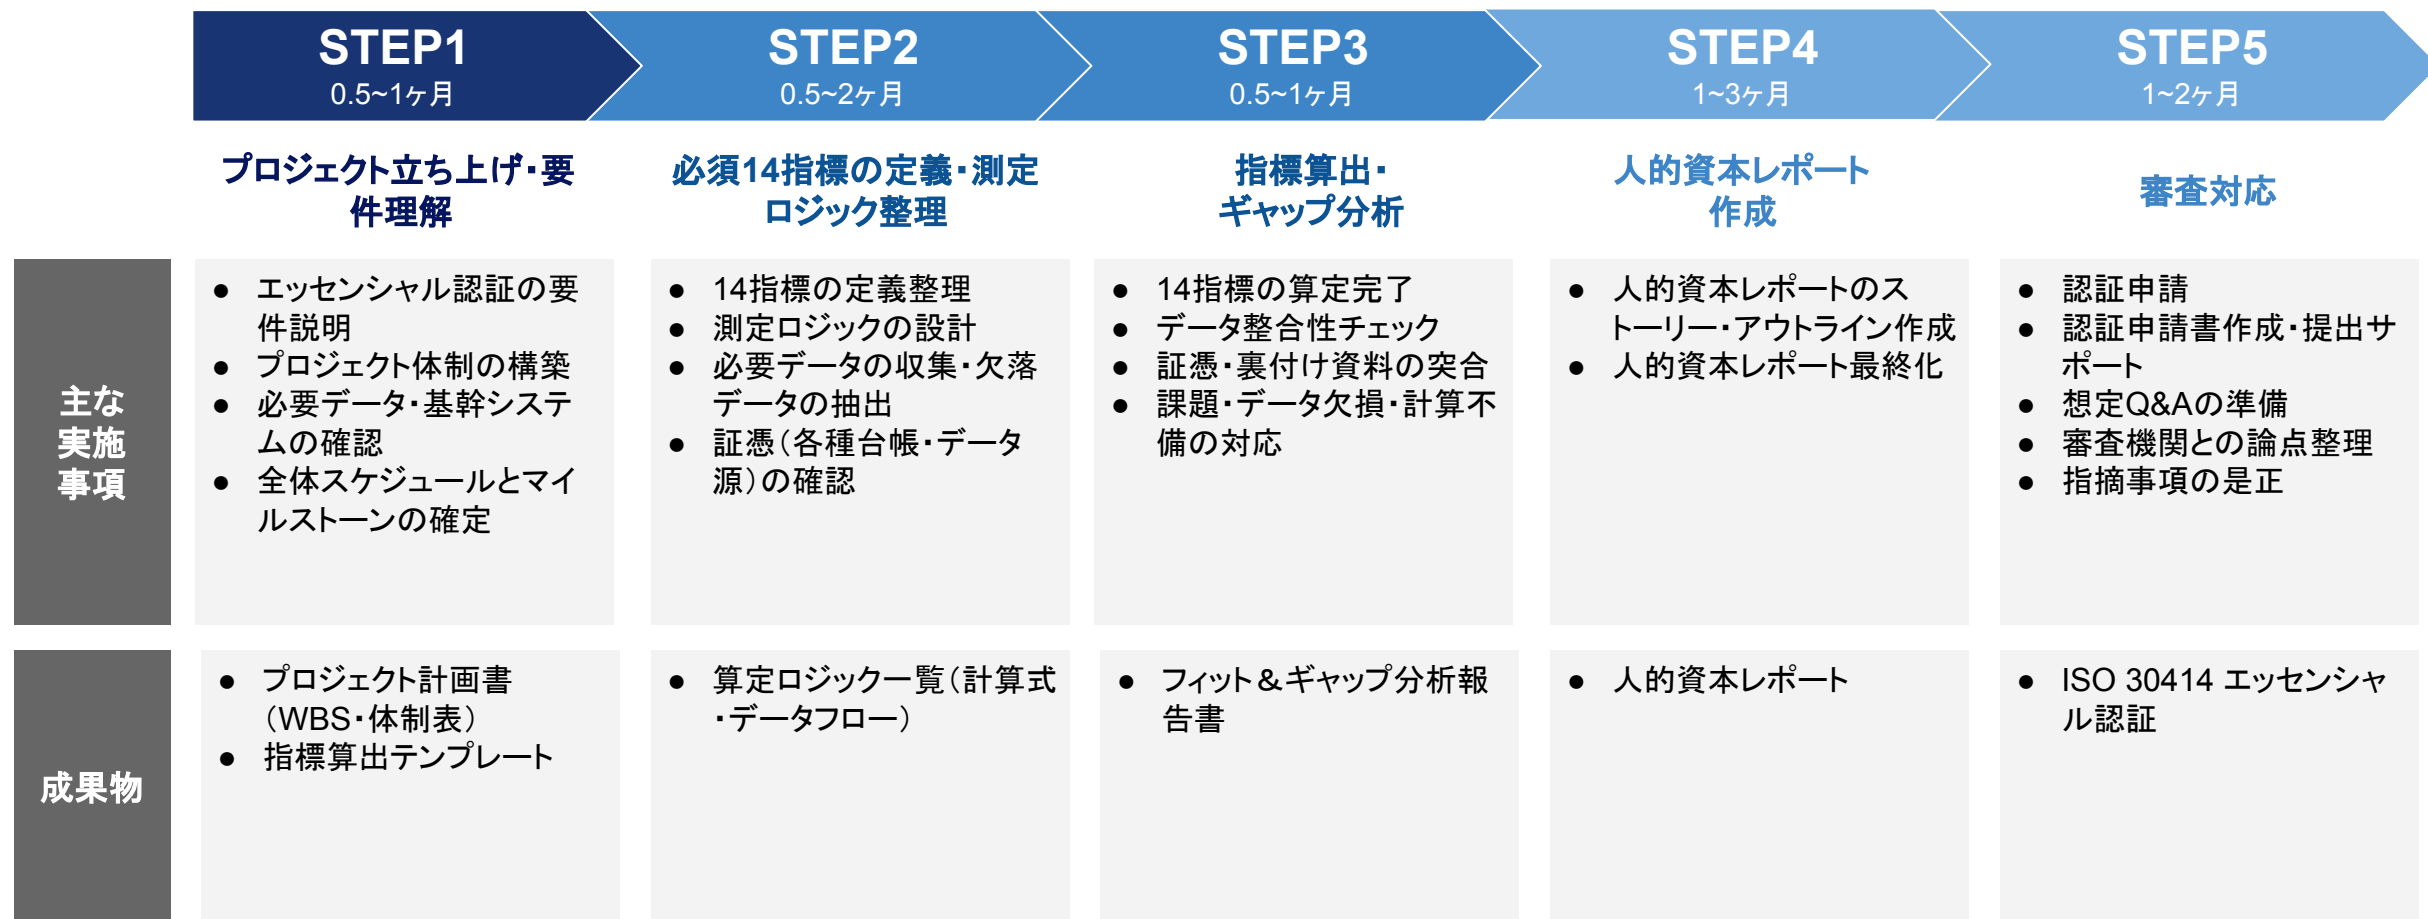 STEP1
0.5~1ヶ月
STEP2
0.5~2ヶ月
STEP3
0.5~1ヶ月
STEP4
1~3ヶ月
STEP5
1~2ヶ月
プロジェクト立ち上げ・要
件理解
必須14指標の定義・測定
ロジック整理
指標算出・
ギャップ分析
人的資本レポート
作成
審査対応
主な
実施
事項
● エッセンシャル認証の要
件説明
● プロジェクト体制の構築
● 必要データ・基幹システ
ムの確認
● 全体スケジュールとマイ
ルストーンの確定
● 14指標の定義整理
● 測定ロジックの設計
● 必要データの収集・欠落
データの抽出
● 証憑（各種台帳・データ
源）の確認
● 14指標の算定完了
● データ整合性チェック
● 証憑・裏付け資料の突合
● 課題・データ欠損・計算不
備の対応
● 人的資本レポートのス
トーリー・アウトライン作成
● 人的資本レポート最終化
● 認証申請
● 認証申請書作成・提出サ
ポート
● 想定Q&Aの準備
● 審査機関との論点整理
● 指摘事項の是正
成果物
● プロジェクト計画書
（WBS・体制表）
● 指標算出テンプレート
● 算定ロジック一覧（計算式
・データフロー）
● フィット＆ギャップ分析報
告書
● 人的資本レポート
● ISO 30414 エッセンシャ
ル認証